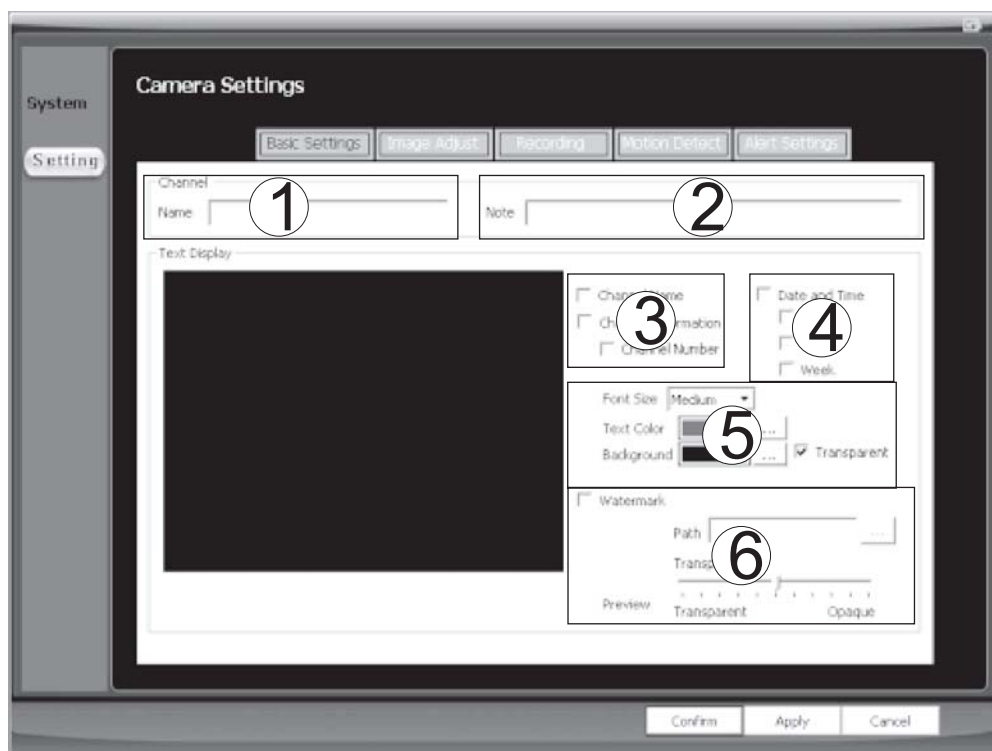 Camera Settings
System
Setting
Basic Settings Image Adjust Recording Motion Detect Alert Settings
Channel
Name 1 Note 2
Text Display
Channel Name
3
Channel Number
Date and Time
4
Week
Font Size Medium
Text Color ...
5
Background ... Transparent
Watermark
Path ...
6
Preview Transparent Opaque
Confirm Apply Cancel